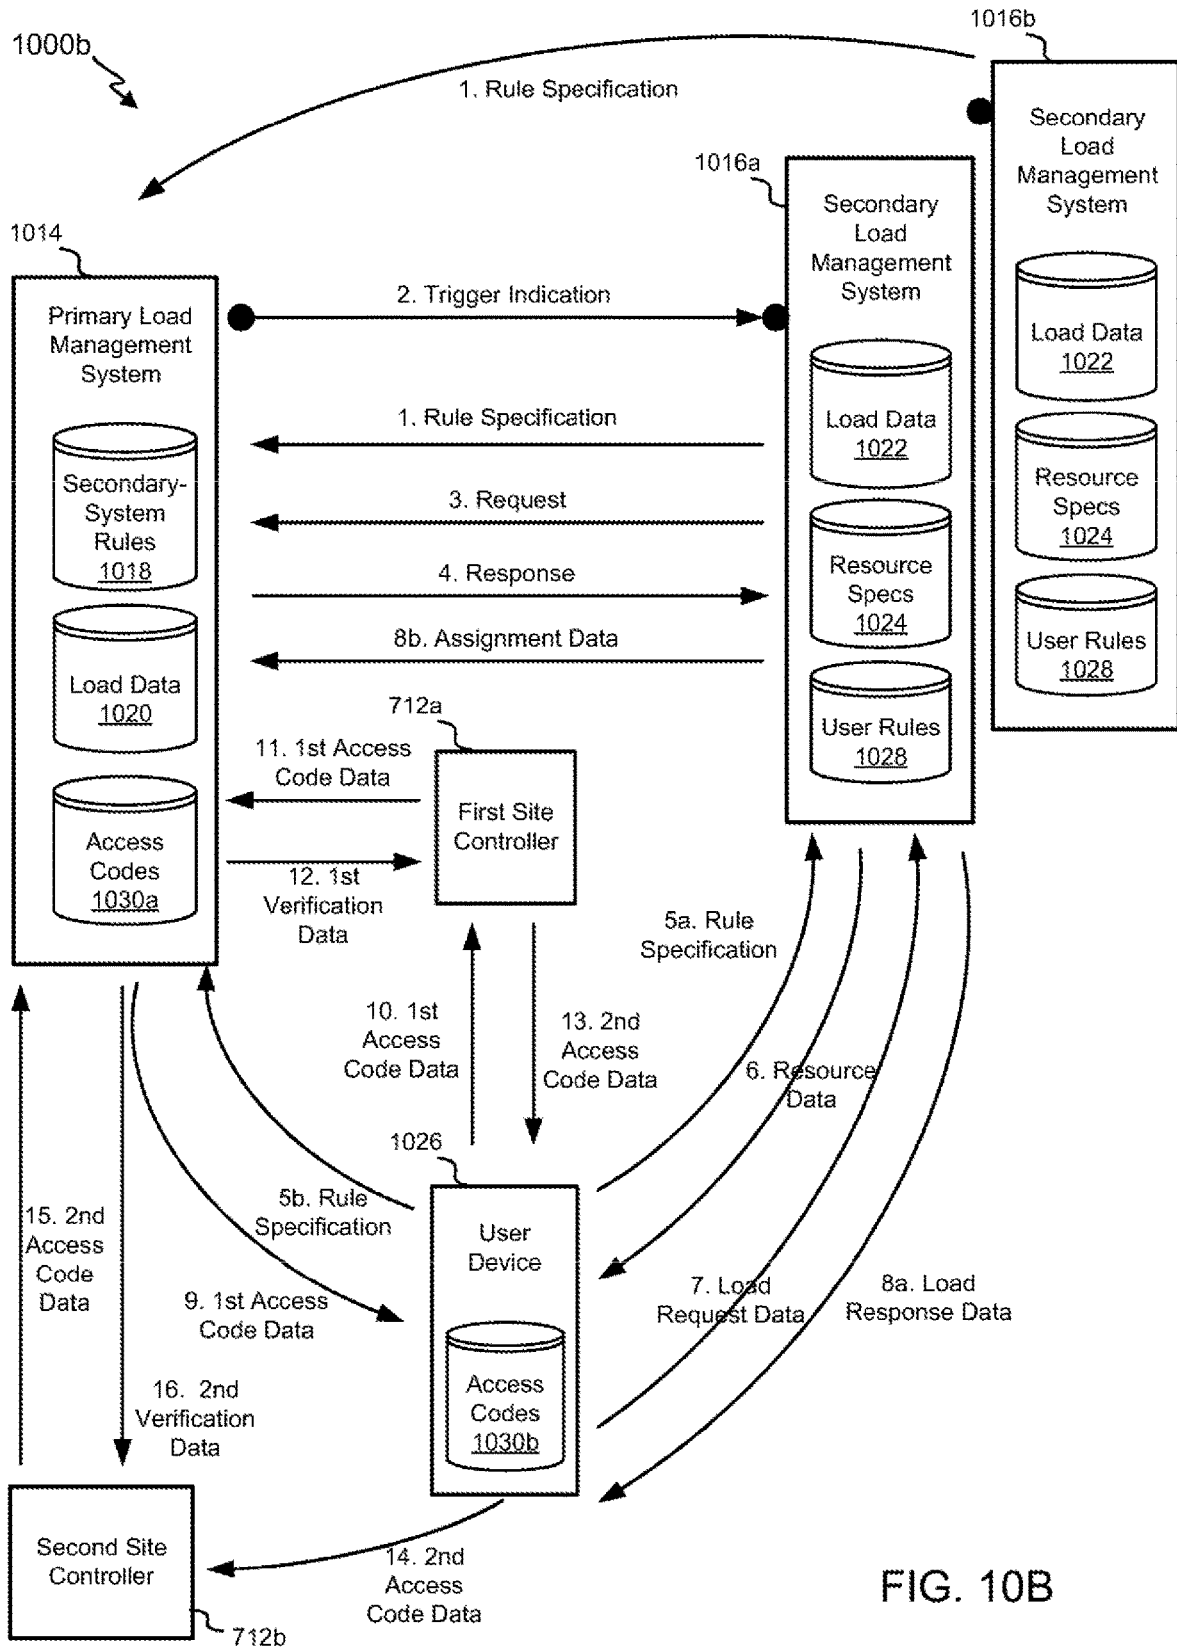 1016b
1000b
1. Rule Specification
Secondary
Load
Management
System
1016a
Secondary
Load
Management
System
1014
Primary Load
Management
System
2. Trigger Indication
Load Data
1022
1. Rule Specification
Load Data
1022
Secondary-
System
Rules
1018
Resource
Specs
1024
3. Request
Resource
Specs
1024
4. Response
User Rules
1028
8b. Assignment Data
Load Data
1020
User Rules
1028
712a
11. 1st Access
Code Data
First Site
Controller
Access
Codes
1030a
12. 1st
Verification
Data
5a. Rule
Specification
10. 1st
Access
Code Data
13. 2nd
Access
Code Data
6. Resource
Data
1026
5b. Rule
Specification
15. 2nd
Access
Code
Data
User
Device
7. Load
Request Data
8a. Load
Response Data
9. 1st Access
Code Data
Access
Codes
1030b
16. 2nd
Verification
Data
Second Site
Controller
14. 2nd
Access
Code Data
712b
FIG. 10B